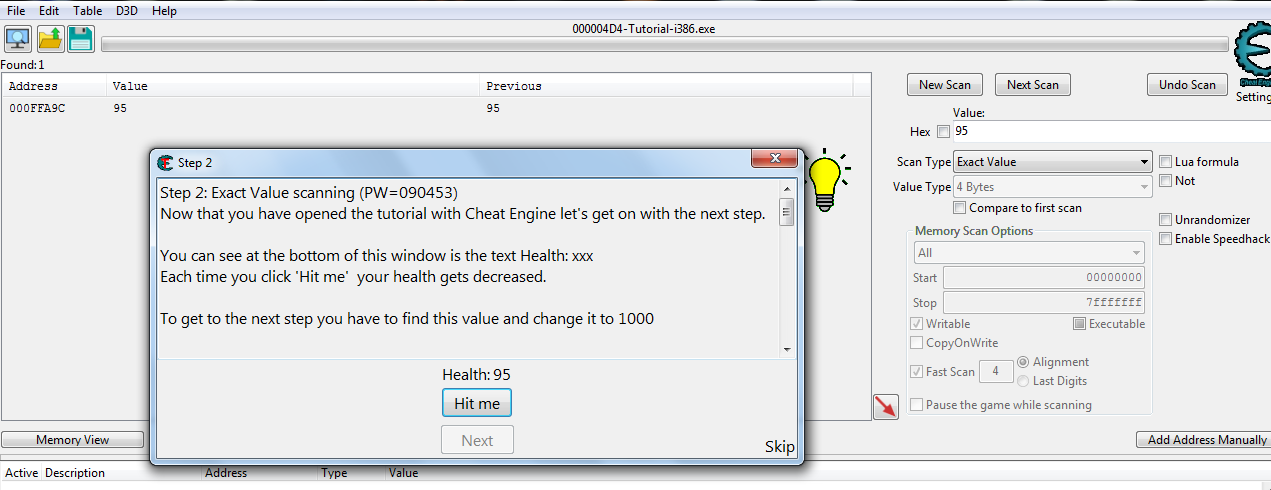 File Edit Table D3D Help
000004D4-Tutorial-i386.exe
Found:1
Address Value Previous
000FFA9C 95 95
New Scan Next Scan Undo Scan
Settings
Value:
Hex 95
Scan Type Exact Value
Lua formula
Value Type 4 Bytes
Not
Compare to first scan
Unrandomizer
Enable Speedhack
Memory Scan Options
All
Start 00000000
Stop 7fffffff
Writable Executable
CopyOnWrite
Fast Scan 4 Alignment
Last Digits
Pause the game while scanning
Step 2
Step 2: Exact Value scanning (PW=090453)
Now that you have opened the tutorial with Cheat Engine let's get on with the next step.
You can see at the bottom of this window is the text Health: xxx
Each time you click 'Hit me' your health gets decreased.
To get to the next step you have to find this value and change it to 1000
Health: 95
Hit me
Next
Skip
Memory View
Add Address Manually
Active Description Address Type Value